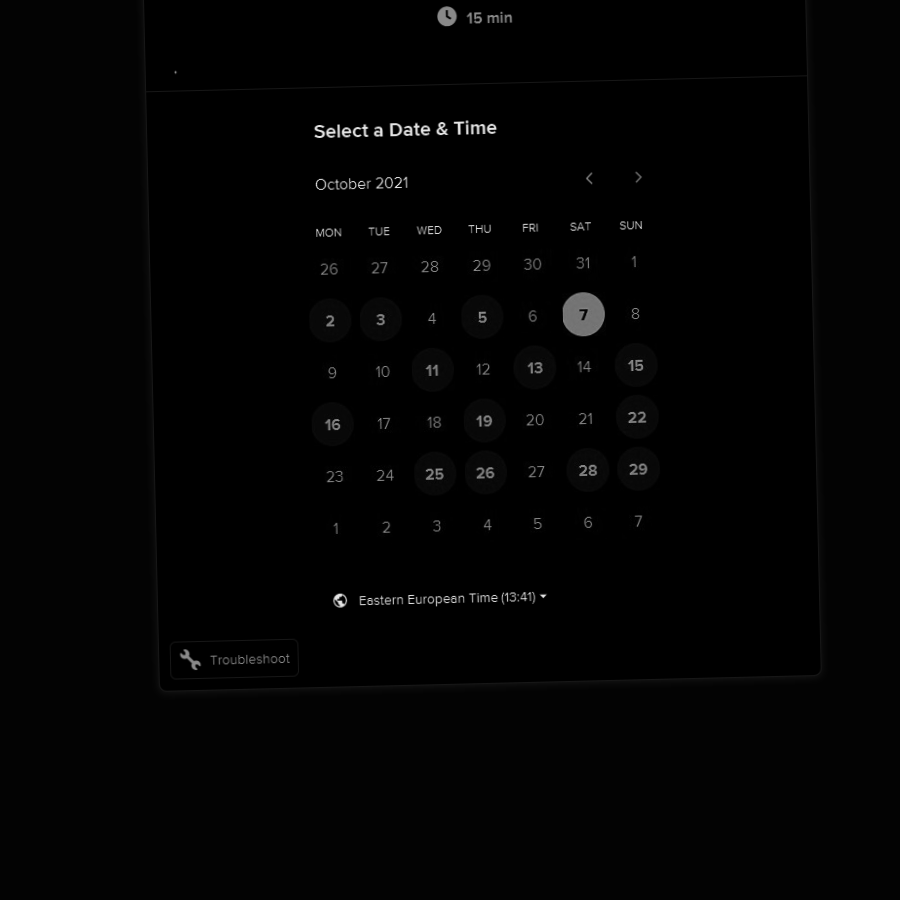 15 min
Select a Date & Time
October 2021
MON TUE WED THU FRI SAT SUN
26 27 28 29 30 31 1
2 3 4 5 6 7 8
9 10 11 12 13 14 15
16 17 18 19 20 21 22
23 24 25 26 27 28 29
1 2 3 4 5 6 7
Eastern European Time (13:41)
Troubleshoot